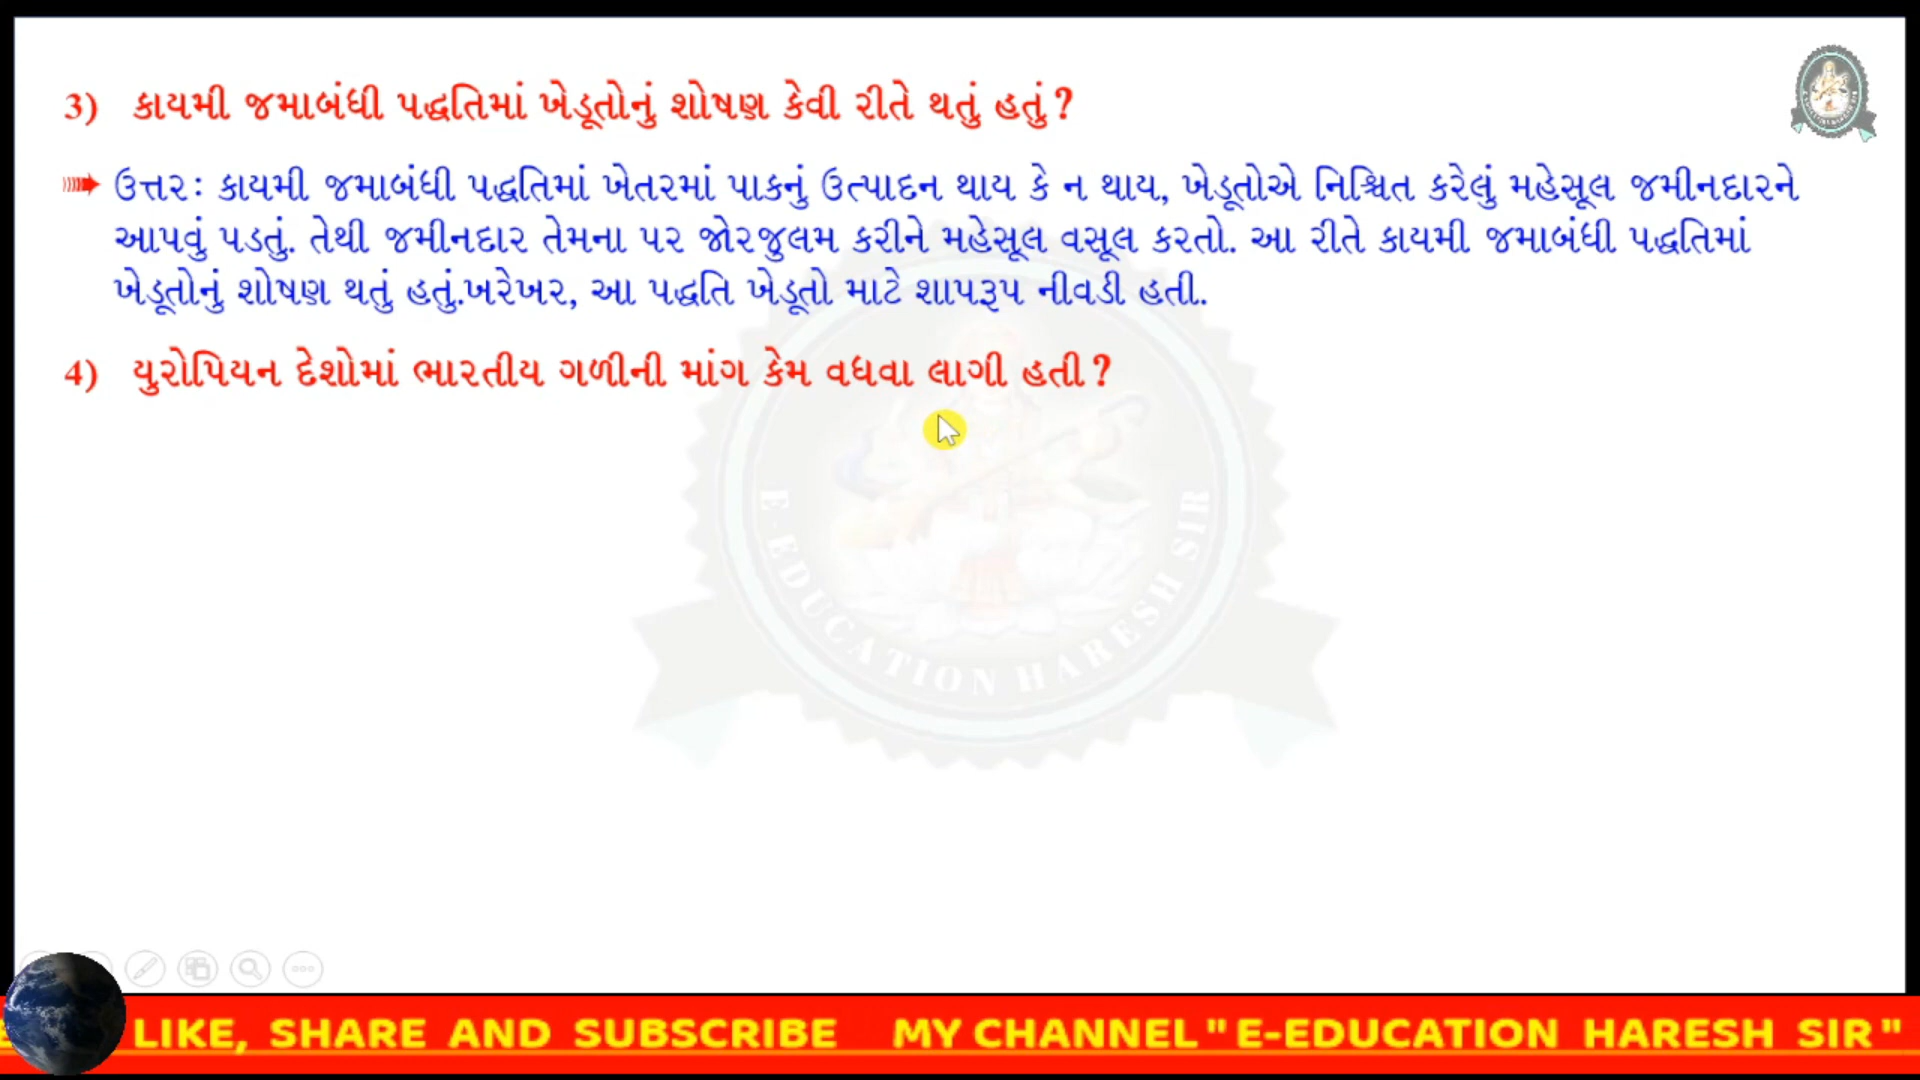 3) કાયમી જમાબંધી પદ્ધતિમાં ખેડૂતોનું શોષણ કેવી રીતે થતું હતું?
ઉત્તર: કાયમી જમાબંધી પદ્ધતિમાં ખેતરમાં પાકનું ઉત્પાદન થાય કે ન થાય, ખેડૂતોએ નિશ્ચિત કરેલું મહેસૂલ જમીનદારને
આપવું પડતું. તેથી જમીનદાર તેમના પર જોરજુલમ કરીને મહેસૂલ વસૂલ કરતો. આ રીતે કાયમી જમાબંધી પદ્ધતિમાં
ખેડૂતોનું શોષણ થતું હતું.ખરેખર, આ પદ્ધતિ ખેડૂતો માટે શાપરૂપ નીવડી હતી.
4) યુરોપિયન દેશોમાં ભારતીય ગળીની માંગ કેમ વધવા લાગી હતી?
E-EDUCATION HARESH SIR
LIKE, SHARE AND SUBSCRIBE MY CHANNEL "E-EDUCATION HARESH SIR"